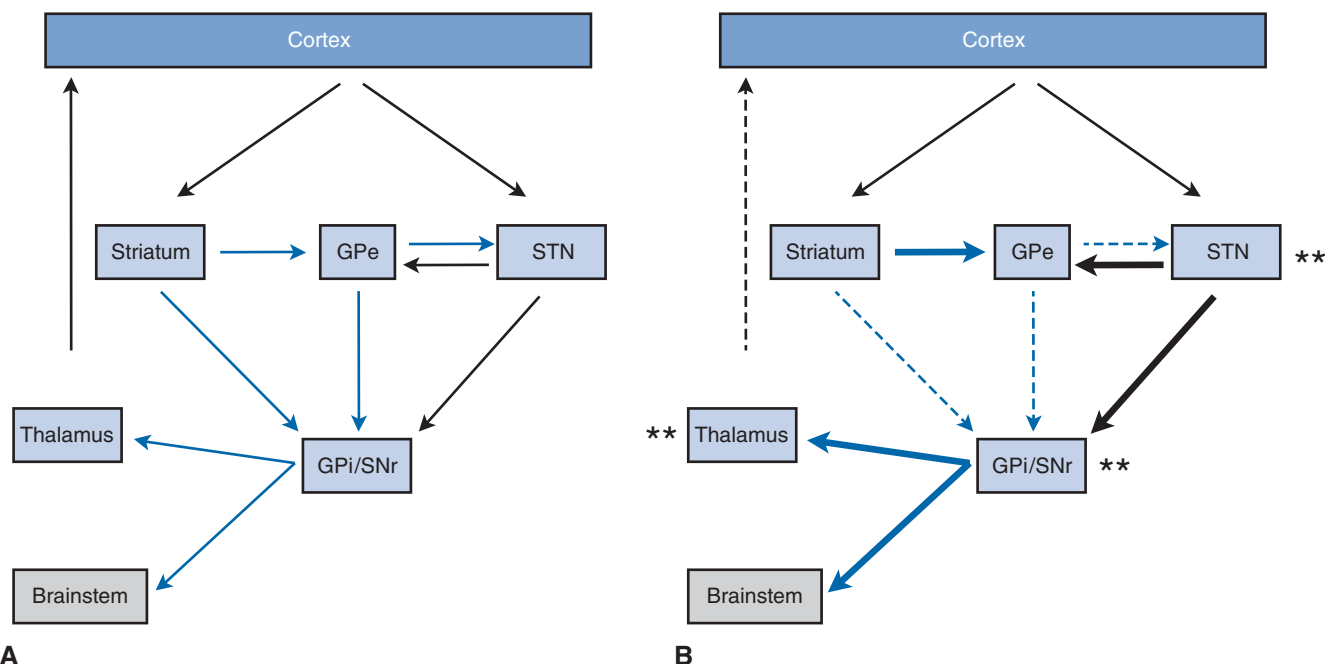 Cortex
Striatum
GPe
STN
Thalamus
GPi/SNr
Brainstem
A
Cortex
Striatum
GPe
STN
**
**
Thalamus
GPi/SNr
**
Brainstem
B